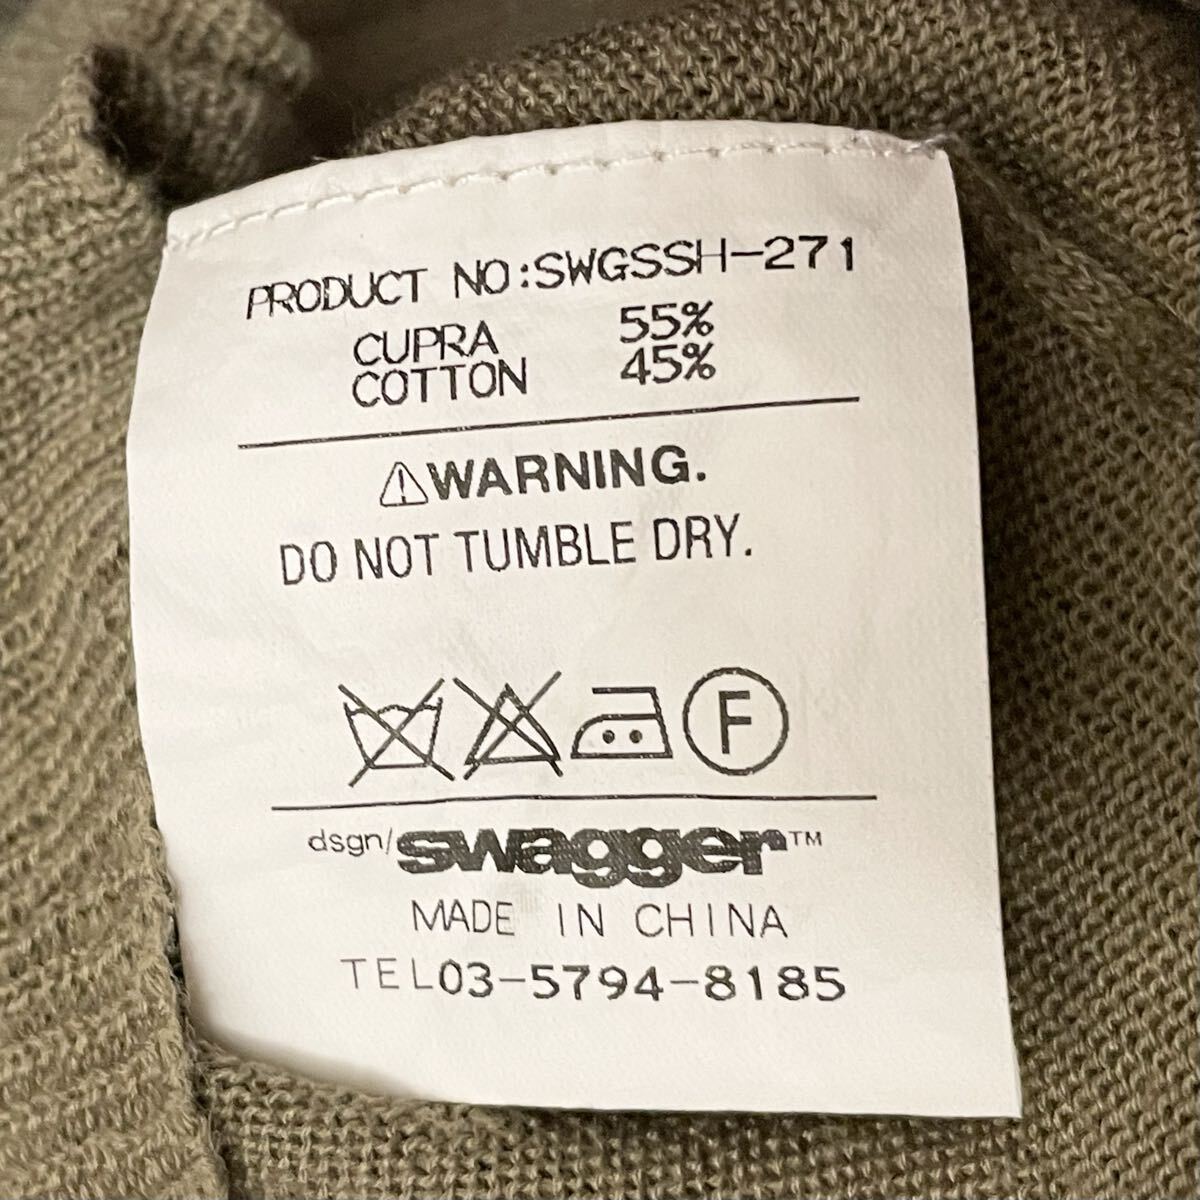 PRODUCT NO:SWGSSH-271
CUPRA 55%
COTTON 45%
⚠WARNING.
DO NOT TUMBLE DRY.
F
dsgn/swagger™
MADE IN CHINA
TEL03-5794-8185